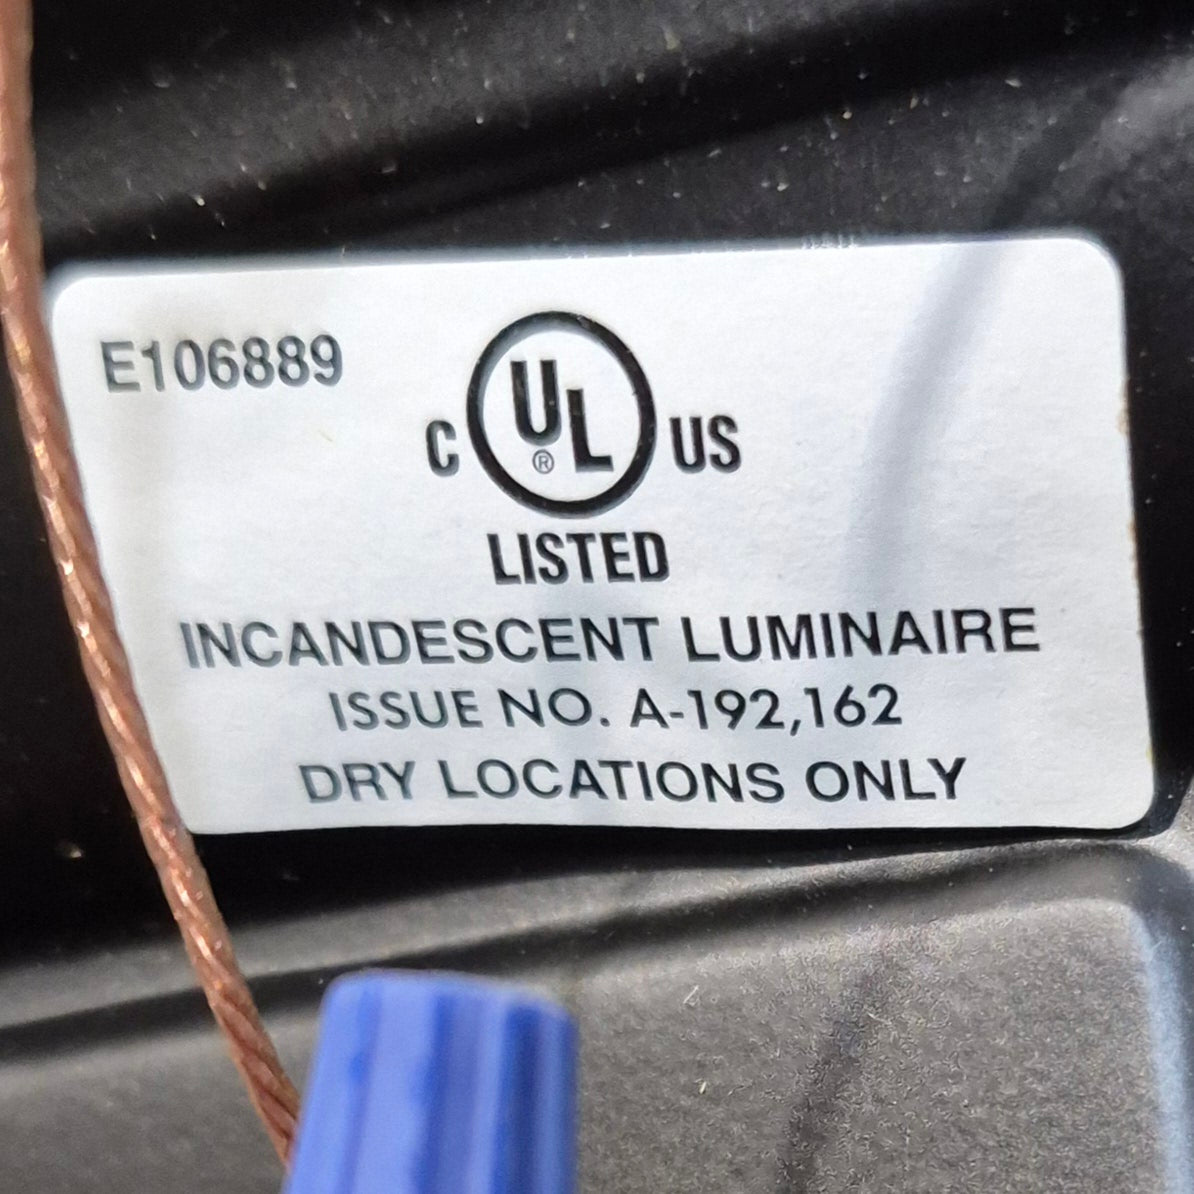 E106889
C UL® US
LISTED
INCANDESCENT LUMINAIRE
ISSUE NO. A-192,162
DRY LOCATIONS ONLY